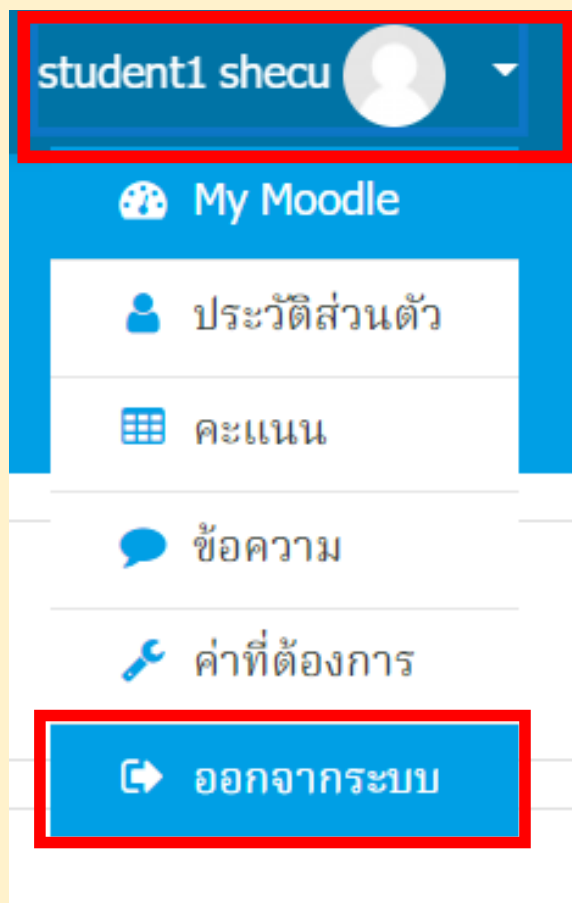 student1 shecu
My Moodle
ประวัติส่วนตัว
คะแนน
ข้อความ
ค่าที่ต้องการ
ออกจากระบบ